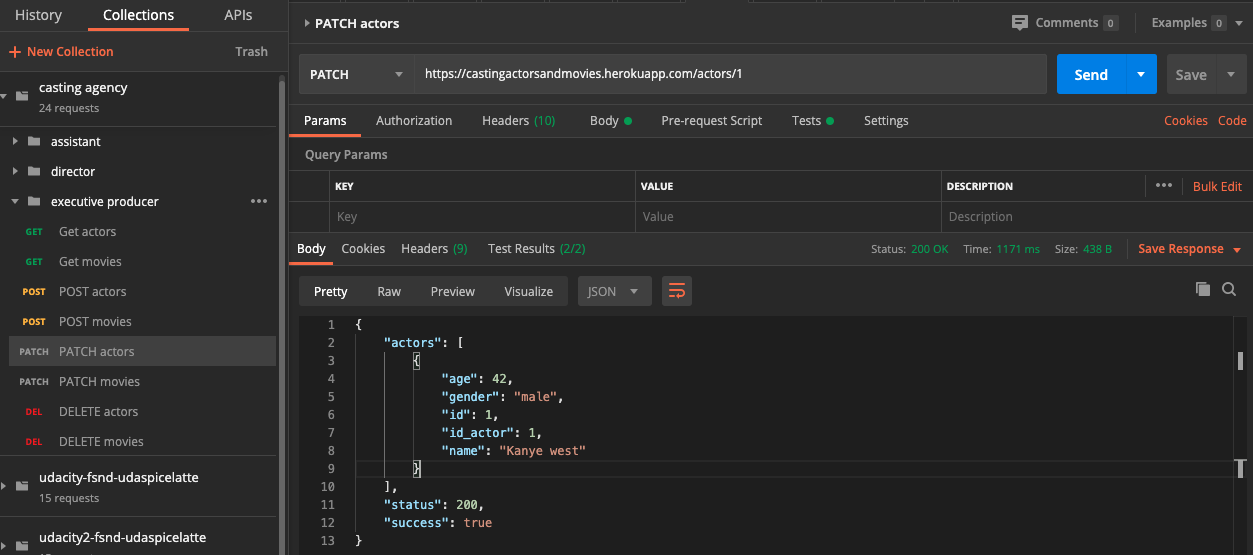 History Collections APIs
+ New Collection Trash
casting agency
24 requests
assistant
director
executive producer
GET Get actors
GET Get movies
POST POST actors
POST POST movies
PATCH PATCH actors
PATCH PATCH movies
DEL DELETE actors
DEL DELETE movies
udacity-fsnd-udaspicelatte
15 requests
udacity2-fsnd-udaspicelatte
PATCH actors
Comments 0 Examples 0
PATCH https://castingactorsandmovies.herokuapp.com/actors/1 Send Save
Params Authorization Headers (10) Body Pre-request Script Tests Settings Cookies Code
Query Params
KEY VALUE DESCRIPTION ••• Bulk Edit
Key Value Description
Body Cookies Headers (9) Test Results (2/2) Status: 200 OK Time: 1171 ms Size: 438 B Save Response
Pretty Raw Preview Visualize JSON
1 {
2 "actors": [
3 {
4 "age": 42,
5 "gender": "male",
6 "id": 1,
7 "id_actor": 1,
8 "name": "Kanye west"
9 }
10 ],
11 "status": 200,
12 "success": true
13 }